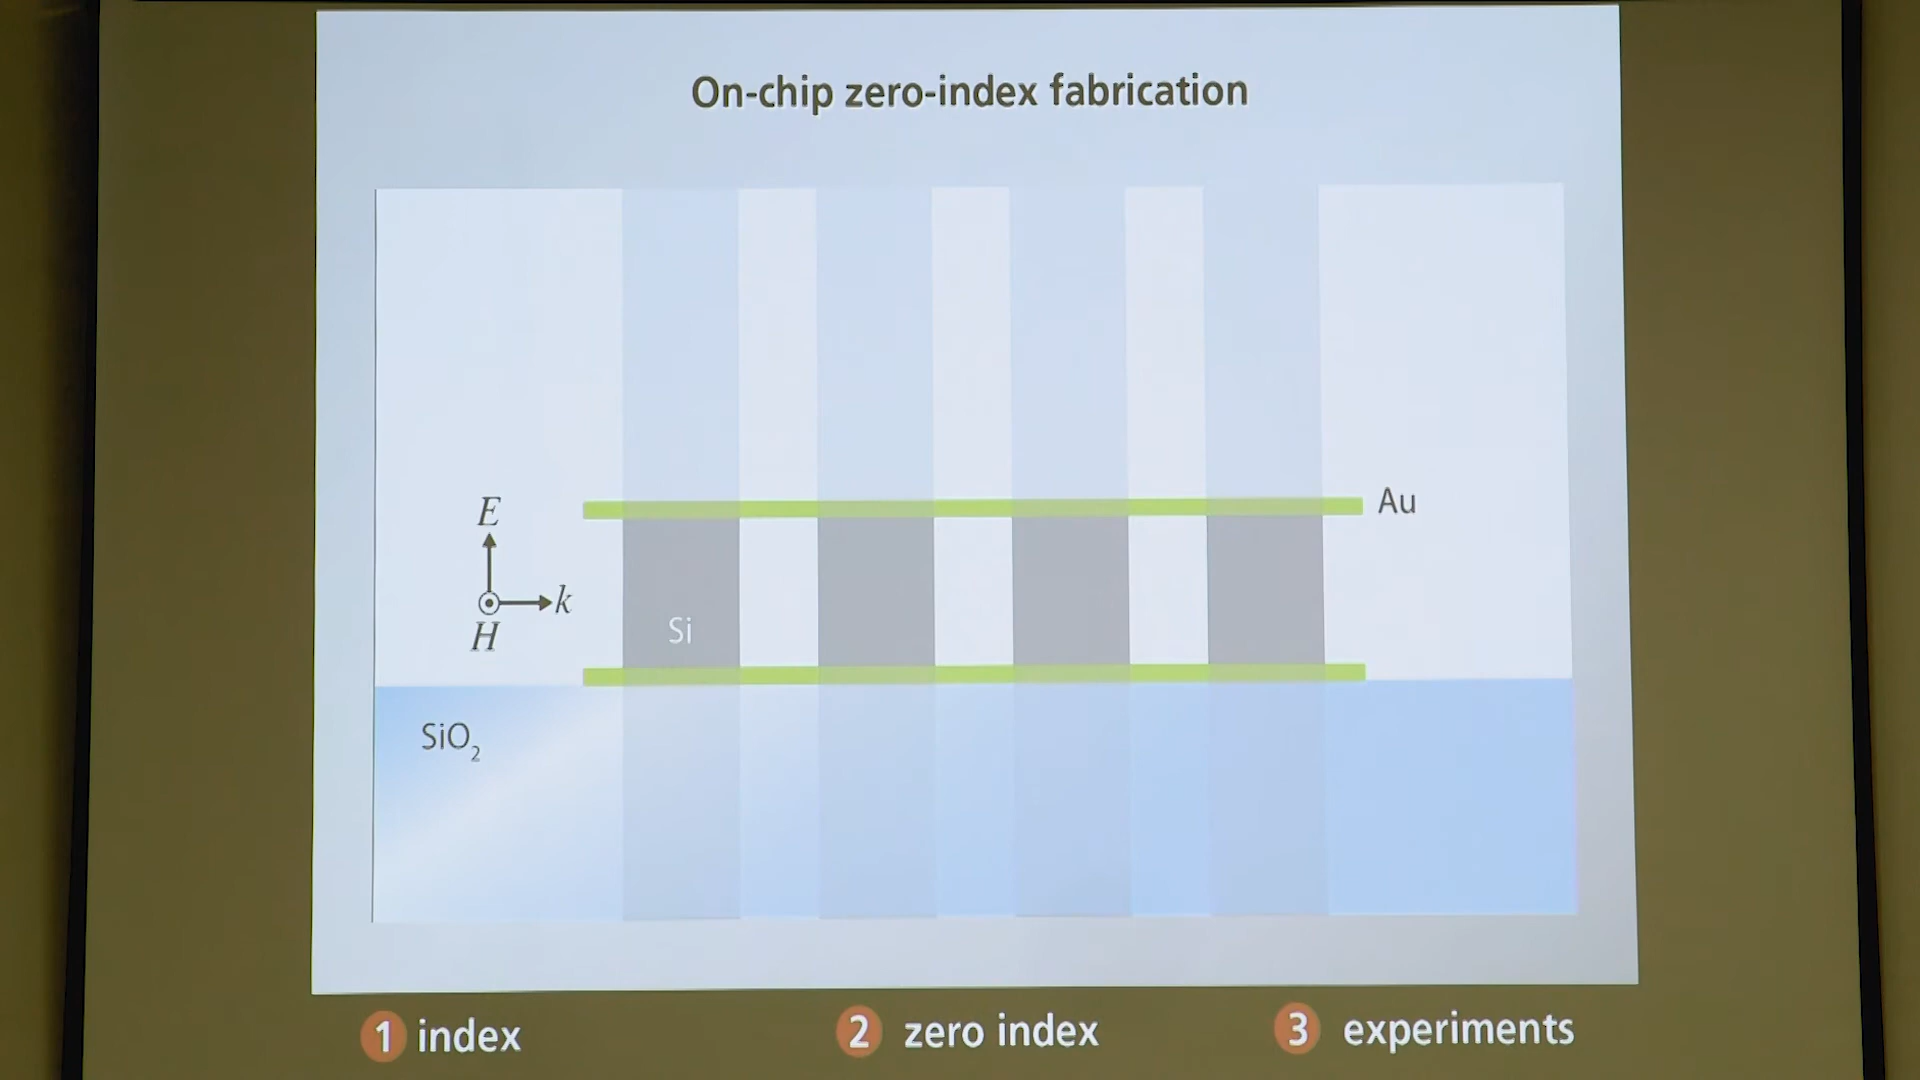 On-chip zero-index fabrication
E
Au
k
H
Si
SiO₂
1 index
2 zero index
3 experiments